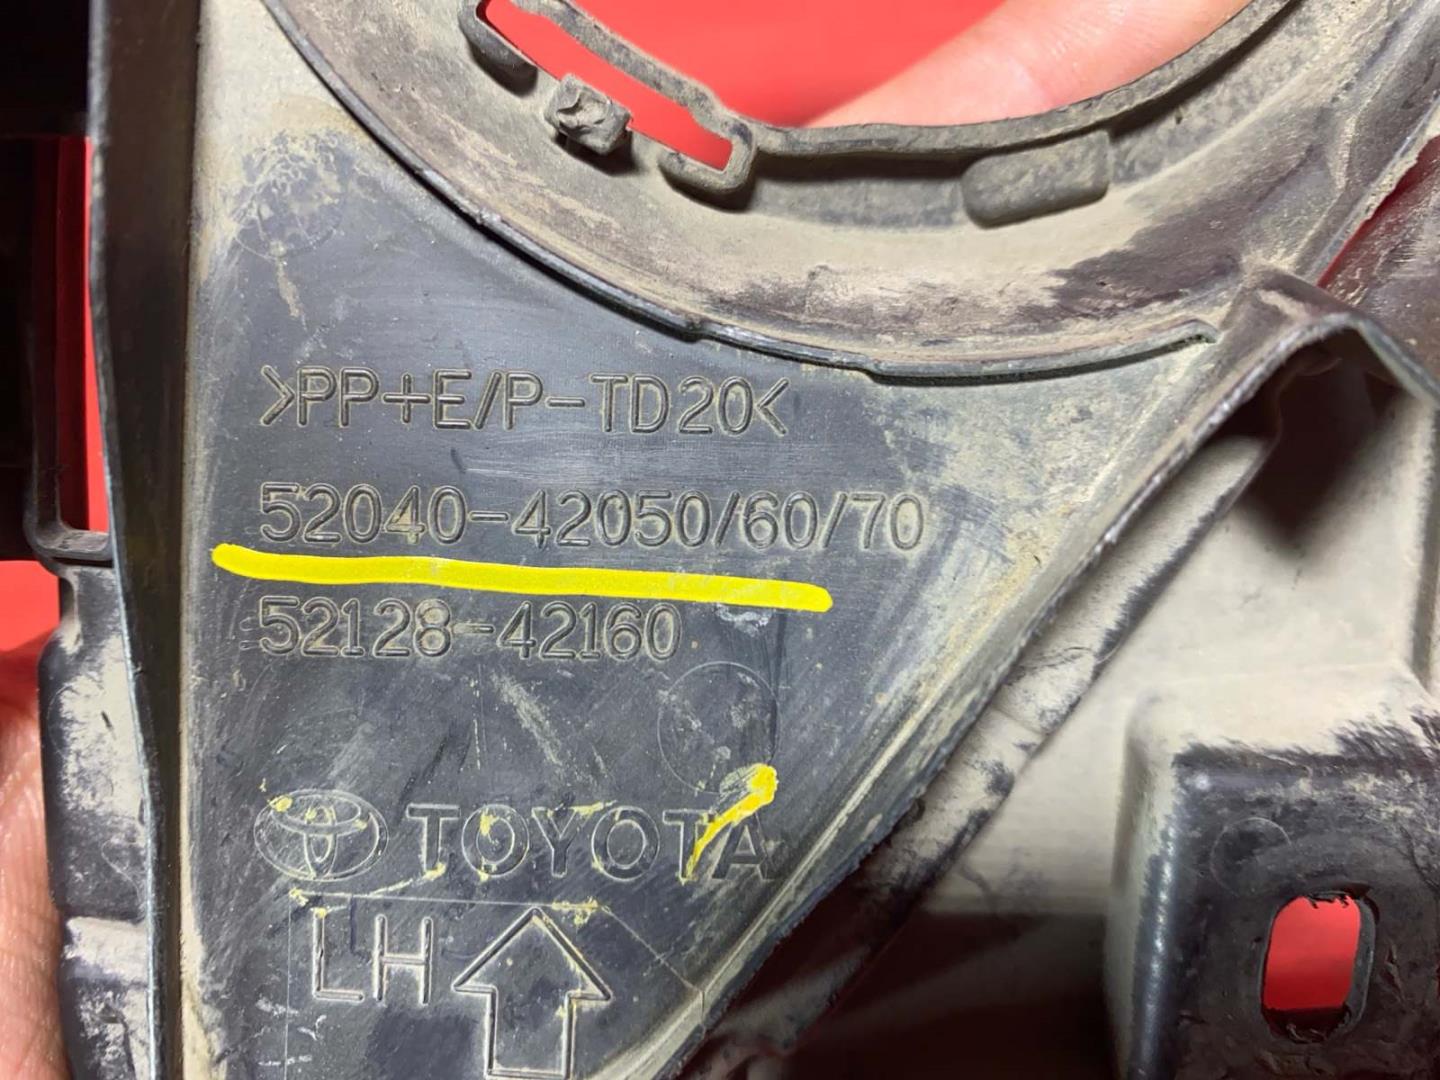 >PP+E/P-TD20<
52040-42050/60/70
52128-42160
TOYOTA
LH